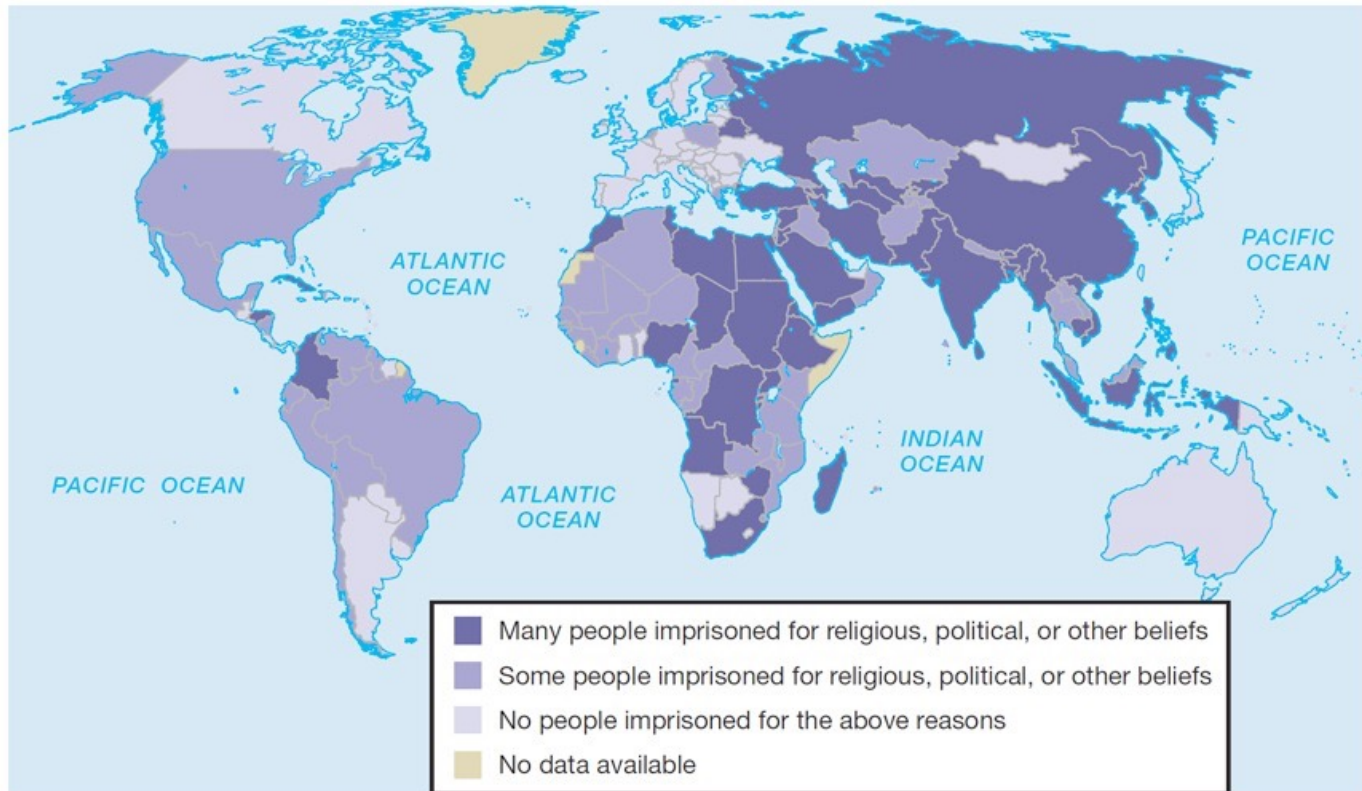 ATLANTIC
OCEAN
PACIFIC
OCEAN
INDIAN
OCEAN
PACIFIC OCEAN
ATLANTIC
OCEAN
Many people imprisoned for religious, political, or other beliefs
Some people imprisoned for religious, political, or other beliefs
No people imprisoned for the above reasons
No data available